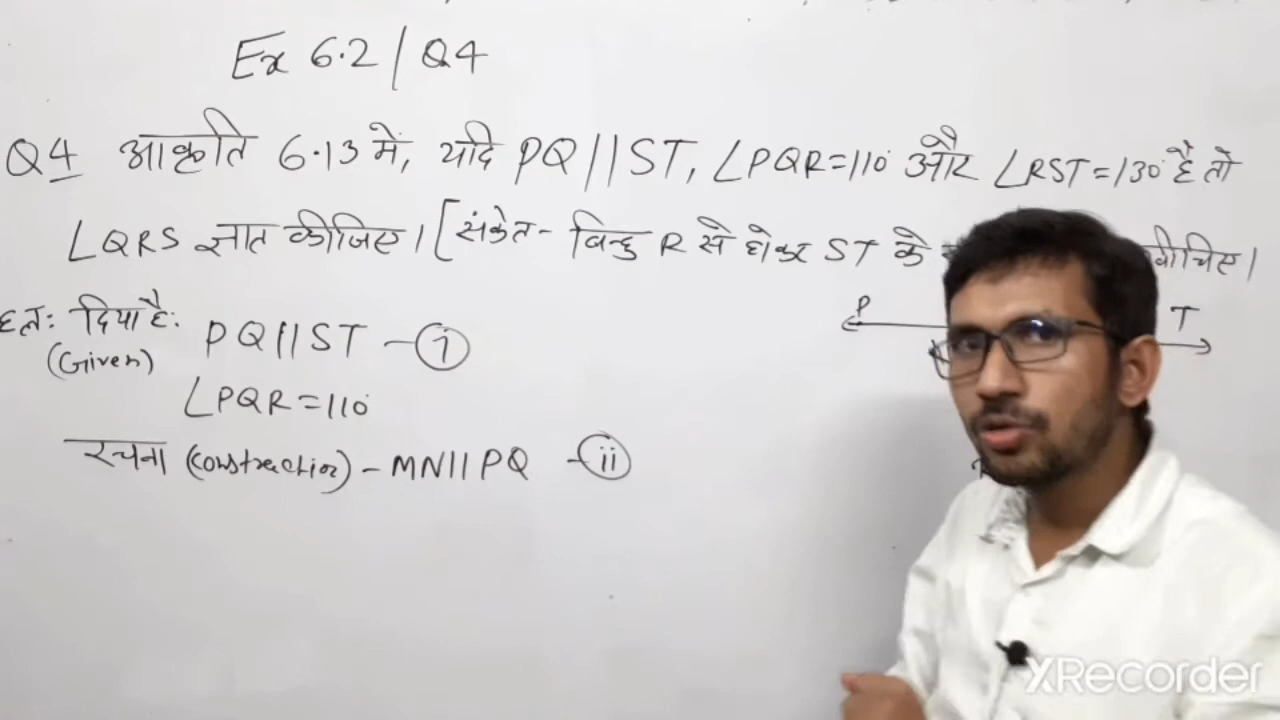 Ex 6.2 / Q4
Q4 आकृति 6.13 में, यदि PQ || ST, ∠PQR = 110° और ∠RST = 130° है तो
∠QRS ज्ञात कीजिए। [संकेत - बिन्दु R से होकर ST के खींचिए।
हल: दिया है: PQ || ST - (i)
(Given)
∠PQR = 110°
रचना (construction) - MN || PQ - (ii)
P T
XRecorder